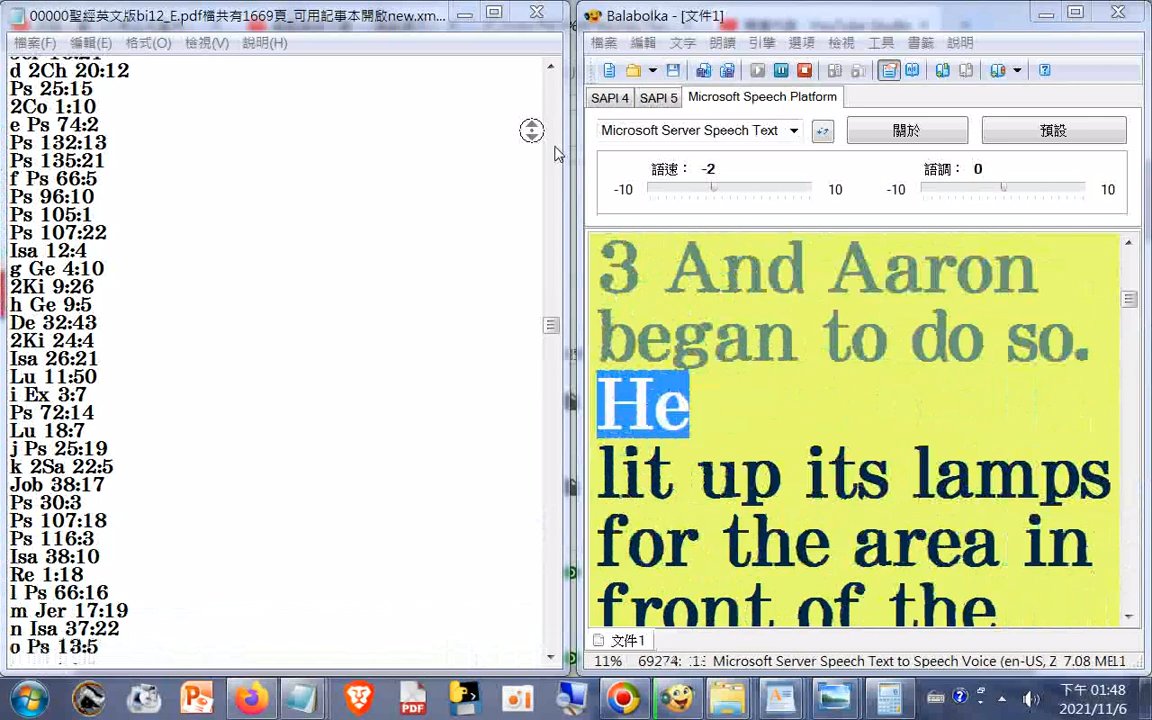 00000聖經英文版bi12_E.pdf檔共有1669頁_可用記事本開啟new.xm...
檔案(F) 編輯(E) 格式(O) 檢視(V) 說明(H)
d 2Ch 20:12
Ps 25:15
2Co 1:10
e Ps 74:2
Ps 132:13
Ps 135:21
f Ps 66:5
Ps 96:10
Ps 105:1
Ps 107:22
Isa 12:4
g Ge 4:10
2Ki 9:26
h Ge 9:5
De 32:43
2Ki 24:4
Isa 26:21
Lu 11:50
i Ex 3:7
Ps 72:14
Lu 18:7
j Ps 25:19
k 2Sa 22:5
Job 38:17
Ps 30:3
Ps 107:18
Ps 116:3
Isa 38:10
Re 1:18
l Ps 66:16
m Jer 17:19
n Isa 37:22
o Ps 13:5
Balabolka - [文件1]
檔案 編輯 文字 朗讀 引擎 選項 檢視 工具 書籤 說明
SAPI 4 SAPI 5 Microsoft Speech Platform
Microsoft Server Speech Text 關於 預設
語速： -2 語調： 0
-10 10 -10 10
3 And Aaron
began to do so.
He
lit up its lamps
for the area in
front of the
文件1
11% 69274: Microsoft Server Speech Text to Speech Voice (en-US, Z 7.08 ME
PDF
下午 01:48
2021/11/6